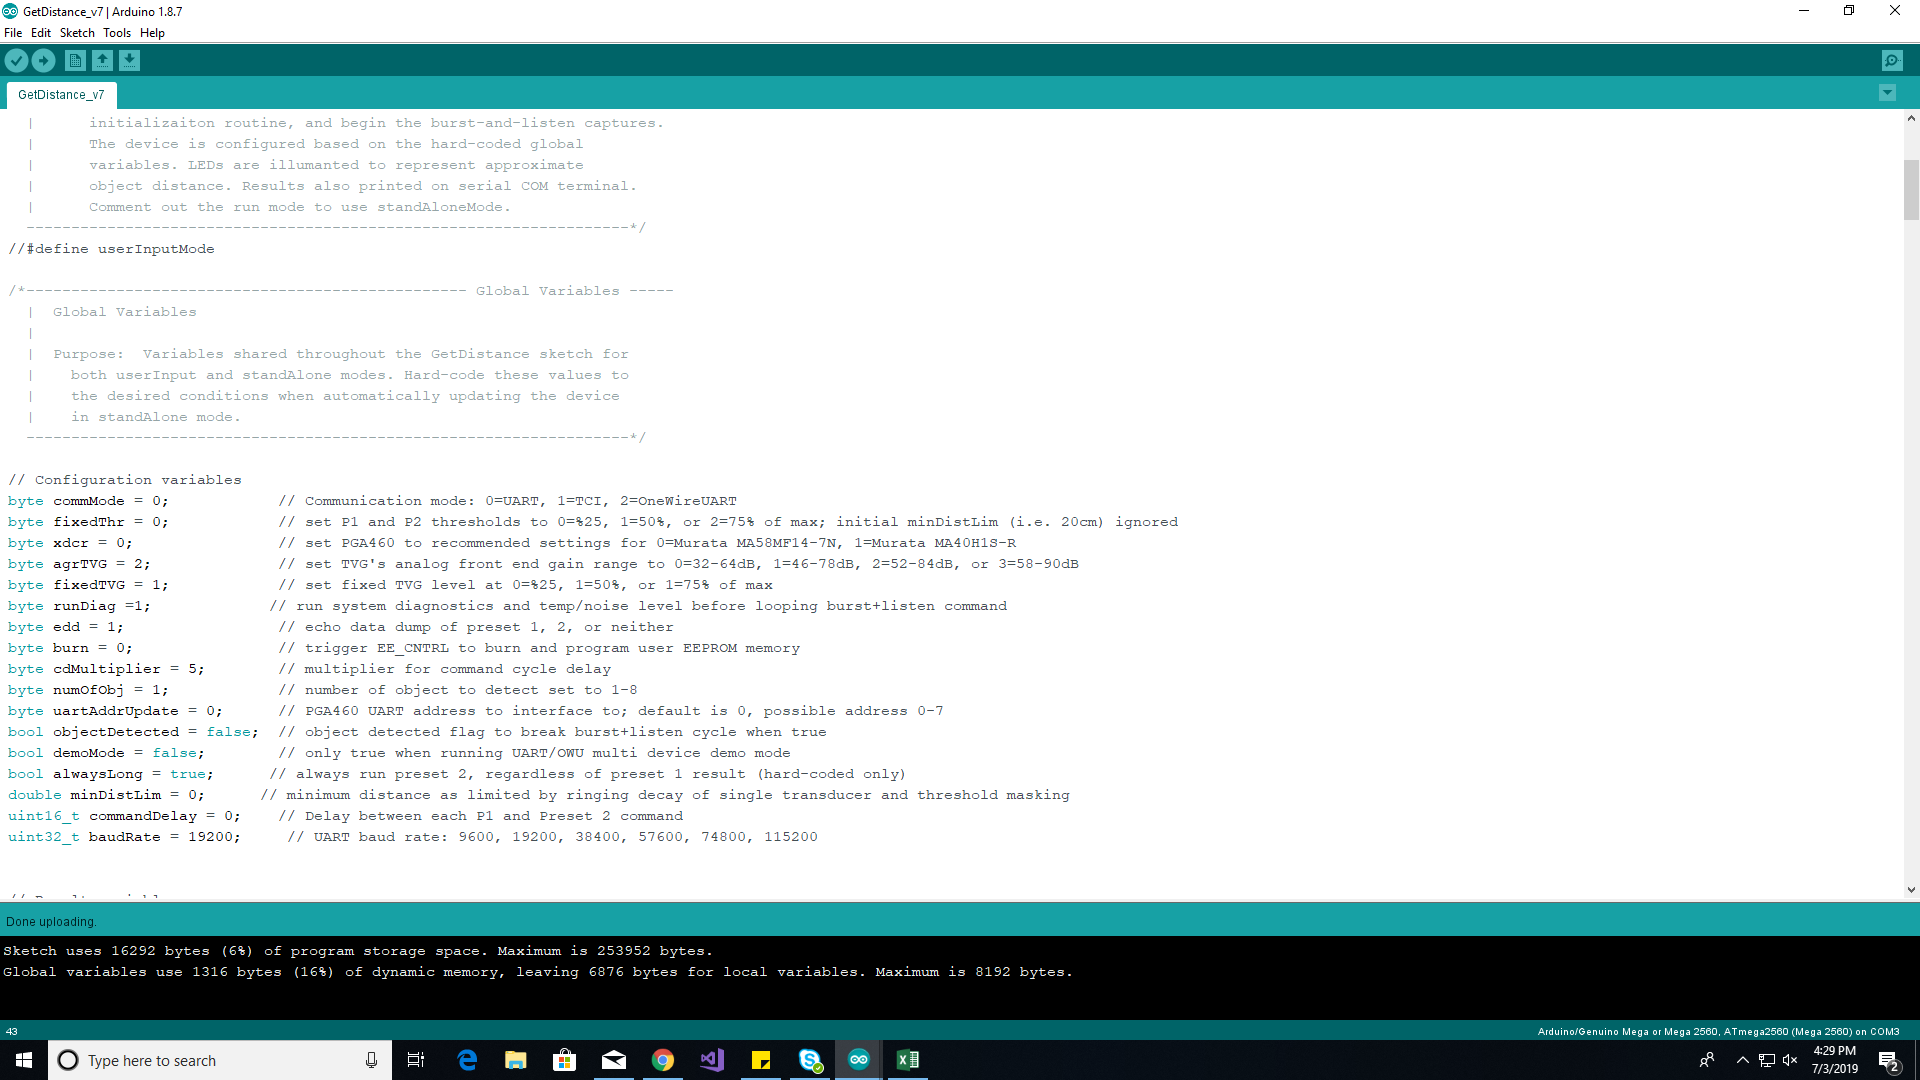 GetDistance_v7 | Arduino 1.8.7
File Edit Sketch Tools Help
GetDistance_v7
| initializaiton routine, and begin the burst-and-listen captures.
| The device is configured based on the hard-coded global
| variables. LEDs are illumanted to represent approximate
| object distance. Results also printed on serial COM terminal.
| Comment out the run mode to use standAloneMode.
-------------------------------------------------------------------*/
//#define userInputMode
/*------------------------------------------------- Global Variables -----
| Global Variables
|
| Purpose: Variables shared throughout the GetDistance sketch for
| both userInput and standAlone modes. Hard-code these values to
| the desired conditions when automatically updating the device
| in standAlone mode.
-------------------------------------------------------------------*/
// Configuration variables
byte commMode = 0; // Communication mode: 0=UART, 1=TCI, 2=OneWireUART
byte fixedThr = 0; // set P1 and P2 thresholds to 0=%25, 1=50%, or 2=75% of max; initial minDistLim (i.e. 20cm) ignored
byte xdcr = 0; // set PGA460 to recommended settings for 0=Murata MA58MF14-7N, 1=Murata MA40H1S-R
byte agrTVG = 2; // set TVG's analog front end gain range to 0=32-64dB, 1=46-78dB, 2=52-84dB, or 3=58-90dB
byte fixedTVG = 1; // set fixed TVG level at 0=%25, 1=50%, or 1=75% of max
byte runDiag =1; // run system diagnostics and temp/noise level before looping burst+listen command
byte edd = 1; // echo data dump of preset 1, 2, or neither
byte burn = 0; // trigger EE_CNTRL to burn and program user EEPROM memory
byte cdMultiplier = 5; // multiplier for command cycle delay
byte numOfObj = 1; // number of object to detect set to 1-8
byte uartAddrUpdate = 0; // PGA460 UART address to interface to; default is 0, possible address 0-7
bool objectDetected = false; // object detected flag to break burst+listen cycle when true
bool demoMode = false; // only true when running UART/OWU multi device demo mode
bool alwaysLong = true; // always run preset 2, regardless of preset 1 result (hard-coded only)
double minDistLim = 0; // minimum distance as limited by ringing decay of single transducer and threshold masking
uint16_t commandDelay = 0; // Delay between each P1 and Preset 2 command
uint32_t baudRate = 19200; // UART baud rate: 9600, 19200, 38400, 57600, 74800, 115200
Done uploading.
Sketch uses 16292 bytes (6%) of program storage space. Maximum is 253952 bytes.
Global variables use 1316 bytes (16%) of dynamic memory, leaving 6876 bytes for local variables. Maximum is 8192 bytes.
43
Arduino/Genuino Mega or Mega 2560, ATmega2560 (Mega 2560) on COM3
Type here to search
4:29 PM
7/3/2019
2